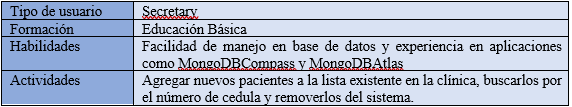 Tipo de usuario Secretary
Formación Educación Básica
Habilidades Facilidad de manejo en base de datos y experiencia en aplicaciones
como MongoDBCompass y MongoDBAtlas
Actividades Agregar nuevos pacientes a la lista existente en la clínica, buscarlos por
el número de cedula y removerlos del sistema.